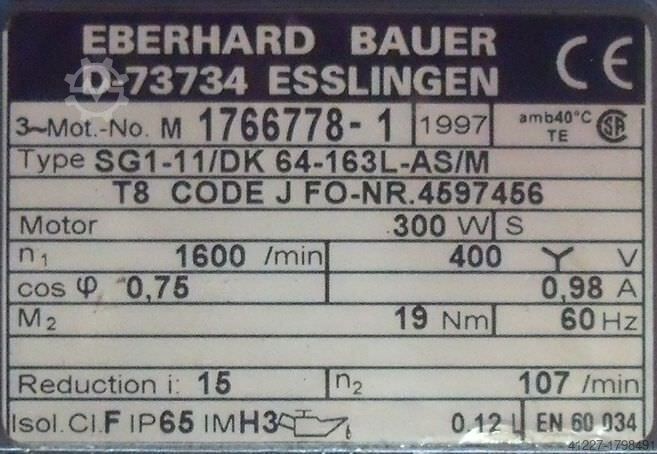 EBERHARD BAUER
D-73734 ESSLINGEN
CE
3~Mot.-No. M 1766778-1 1997 amb40°C TE
Type SG1-11/DK 64-163L-AS/M
T8 CODE J FO-NR.4597456
Motor 300 W S
n1 1600 /min 400 Y V
cos φ 0,75 0,98 A
M2 19 Nm 60 Hz
Reduction i: 15 n2 107 /min
Isol.Cl.F IP65 IMH3 0.12 L EN 60 034
41227-1798491